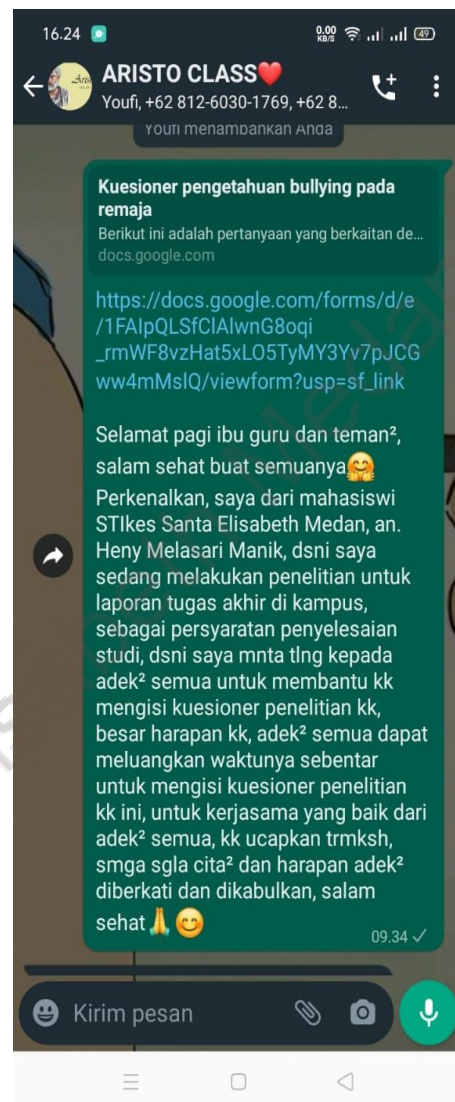 16.24
0.00
KB/S
49
ARISTO CLASS❤️
Youfi, +62 812-6030-1769, +62 8...
Youfi menambahkan Anda
Kuesioner pengetahuan bullying pada
remaja
Berikut ini adalah pertanyaan yang berkaitan de...
docs.google.com
https://docs.google.com/forms/d/e
/1FAIpQLSfClAlwnG8oqi
_rmWF8vzHat5xLO5TyMY3Yv7pJCG
ww4mMslQ/viewform?usp=sf_link
Selamat pagi ibu guru dan teman²,
salam sehat buat semuanya🤗
Perkenalkan, saya dari mahasiswi
STIkes Santa Elisabeth Medan, an.
Heny Melasari Manik, dsni saya
sedang melakukan penelitian untuk
laporan tugas akhir di kampus,
sebagai persyaratan penyelesaian
studi, dsni saya mnta tlng kepada
adek² semua untuk membantu kk
mengisi kuesioner penelitian kk,
besar harapan kk, adek² semua dapat
meluangkan waktunya sebentar
untuk mengisi kuesioner penelitian
kk ini, untuk kerjasama yang baik dari
adek² semua, kk ucapkan trmksh,
smga sgla cita² dan harapan adek²
diberkati dan dikabulkan, salam
sehat🙏😊
09.34
Kirim pesan